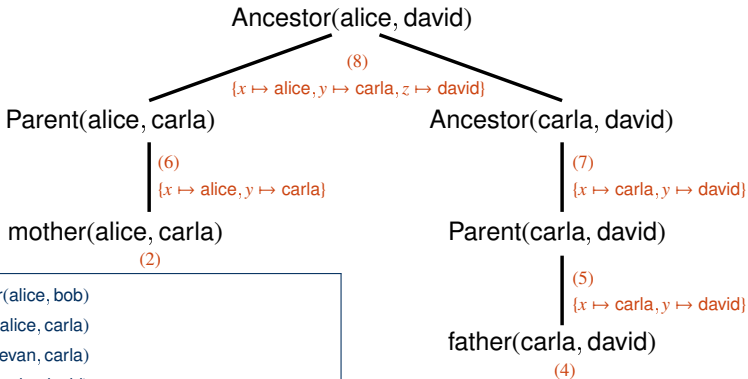 Ancestor(alice, david)
(8)
{x ↦ alice, y ↦ carla, z ↦ david}
Parent(alice, carla)
Ancestor(carla, david)
(6)
{x ↦ alice, y ↦ carla}
(7)
{x ↦ carla, y ↦ david}
mother(alice, carla)
(2)
Parent(carla, david)
(5)
{x ↦ carla, y ↦ david}
father(carla, david)
(4)
(alice, bob)
alice, carla)
evan, carla)